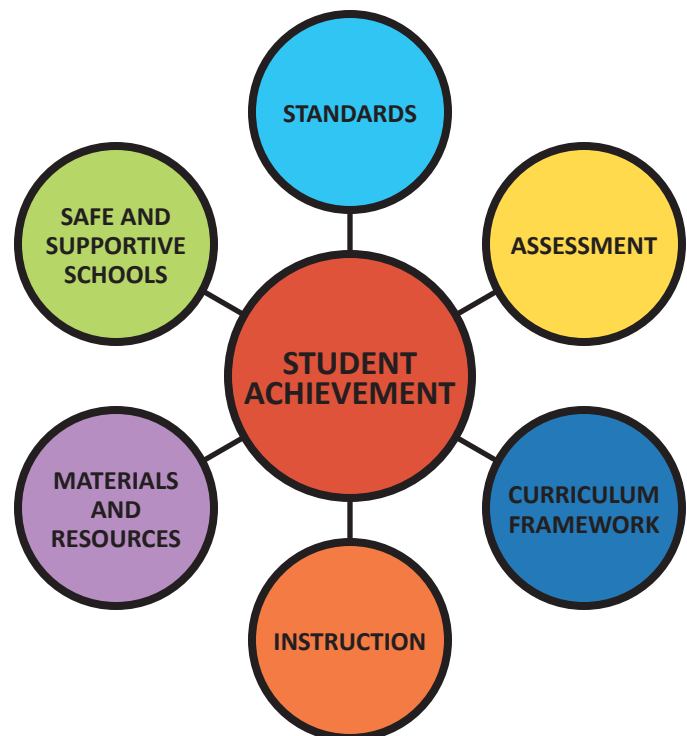 STANDARDS
SAFE AND
SUPPORTIVE
SCHOOLS
ASSESSMENT
STUDENT
ACHIEVEMENT
MATERIALS
AND
RESOURCES
CURRICULUM
FRAMEWORK
INSTRUCTION